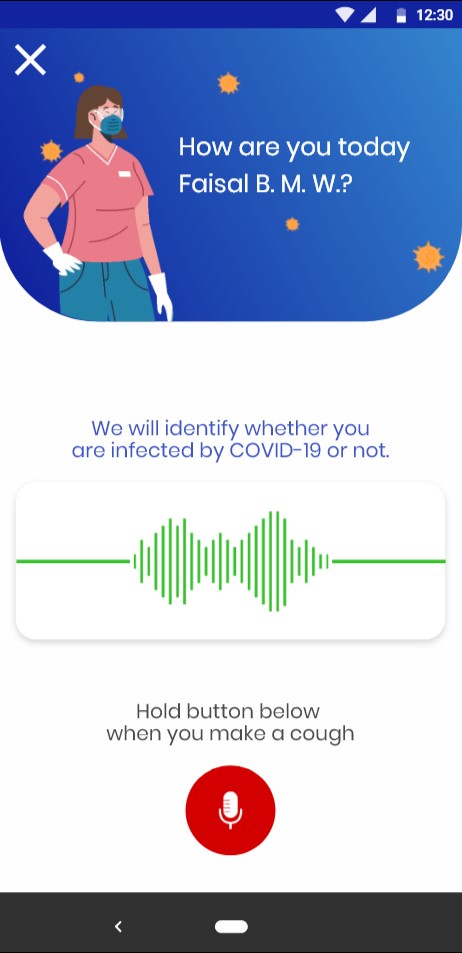 12:30
How are you today
Faisal B. M. W.?
We will identify whether you
are infected by COVID-19 or not.
Hold button below
when you make a cough